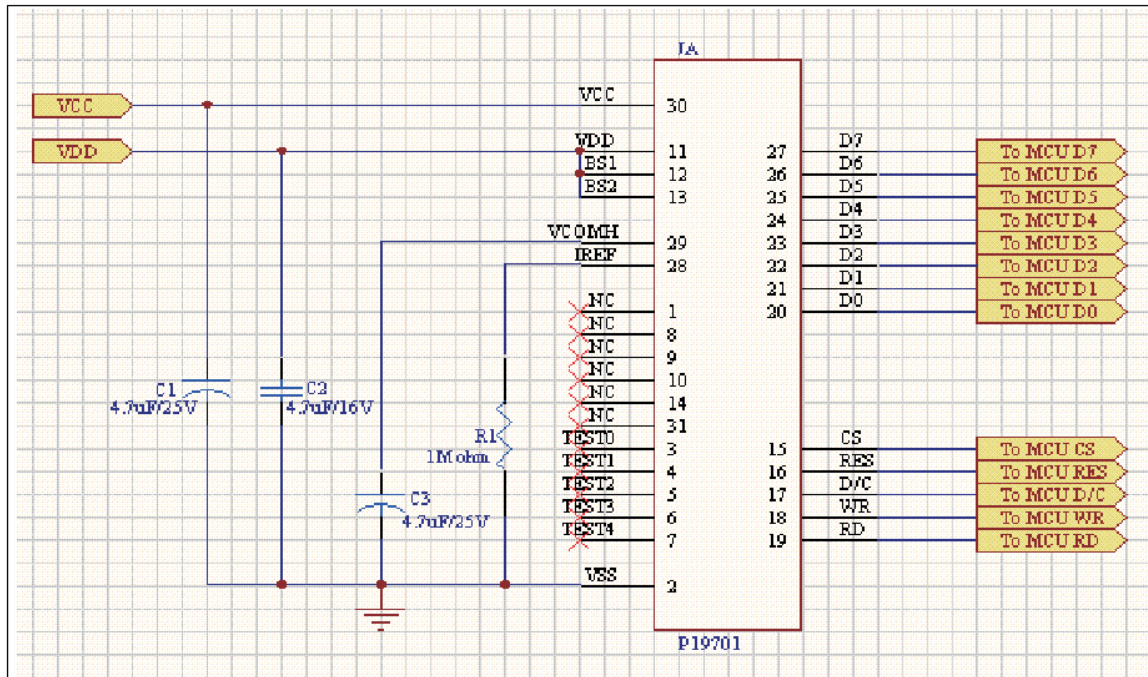 JA
VCC
VCC
30
VDD
VDD
11
BS1
12
BS2
13
VCOMH
29
IREF
28
NC
1
NC
8
NC
9
NC
10
NC
14
NC
31
TEST0
3
TEST1
4
TEST2
5
TEST3
6
TEST4
7
VSS
2
C1
4.7uF/25V
C2
4.7uF/16V
R1
1M ohm
C3
4.7uF/25V
27 D7 To MCU D7
26 D6 To MCU D6
25 D5 To MCU D5
24 D4 To MCU D4
23 D3 To MCU D3
22 D2 To MCU D2
21 D1 To MCU D1
20 D0 To MCU D0
15 CS To MCU CS
16 RES To MCU RES
17 D/C To MCU D/C
18 WR To MCU WR
19 RD To MCU RD
P19701